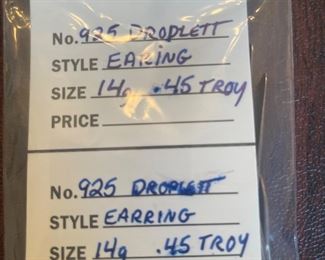 No. 925 DROPLETT
STYLE EARING
SIZE 14g .45 TROY
PRICE
No. 925 DROPLETT
STYLE EARRING
SIZE 14g .45 TROY